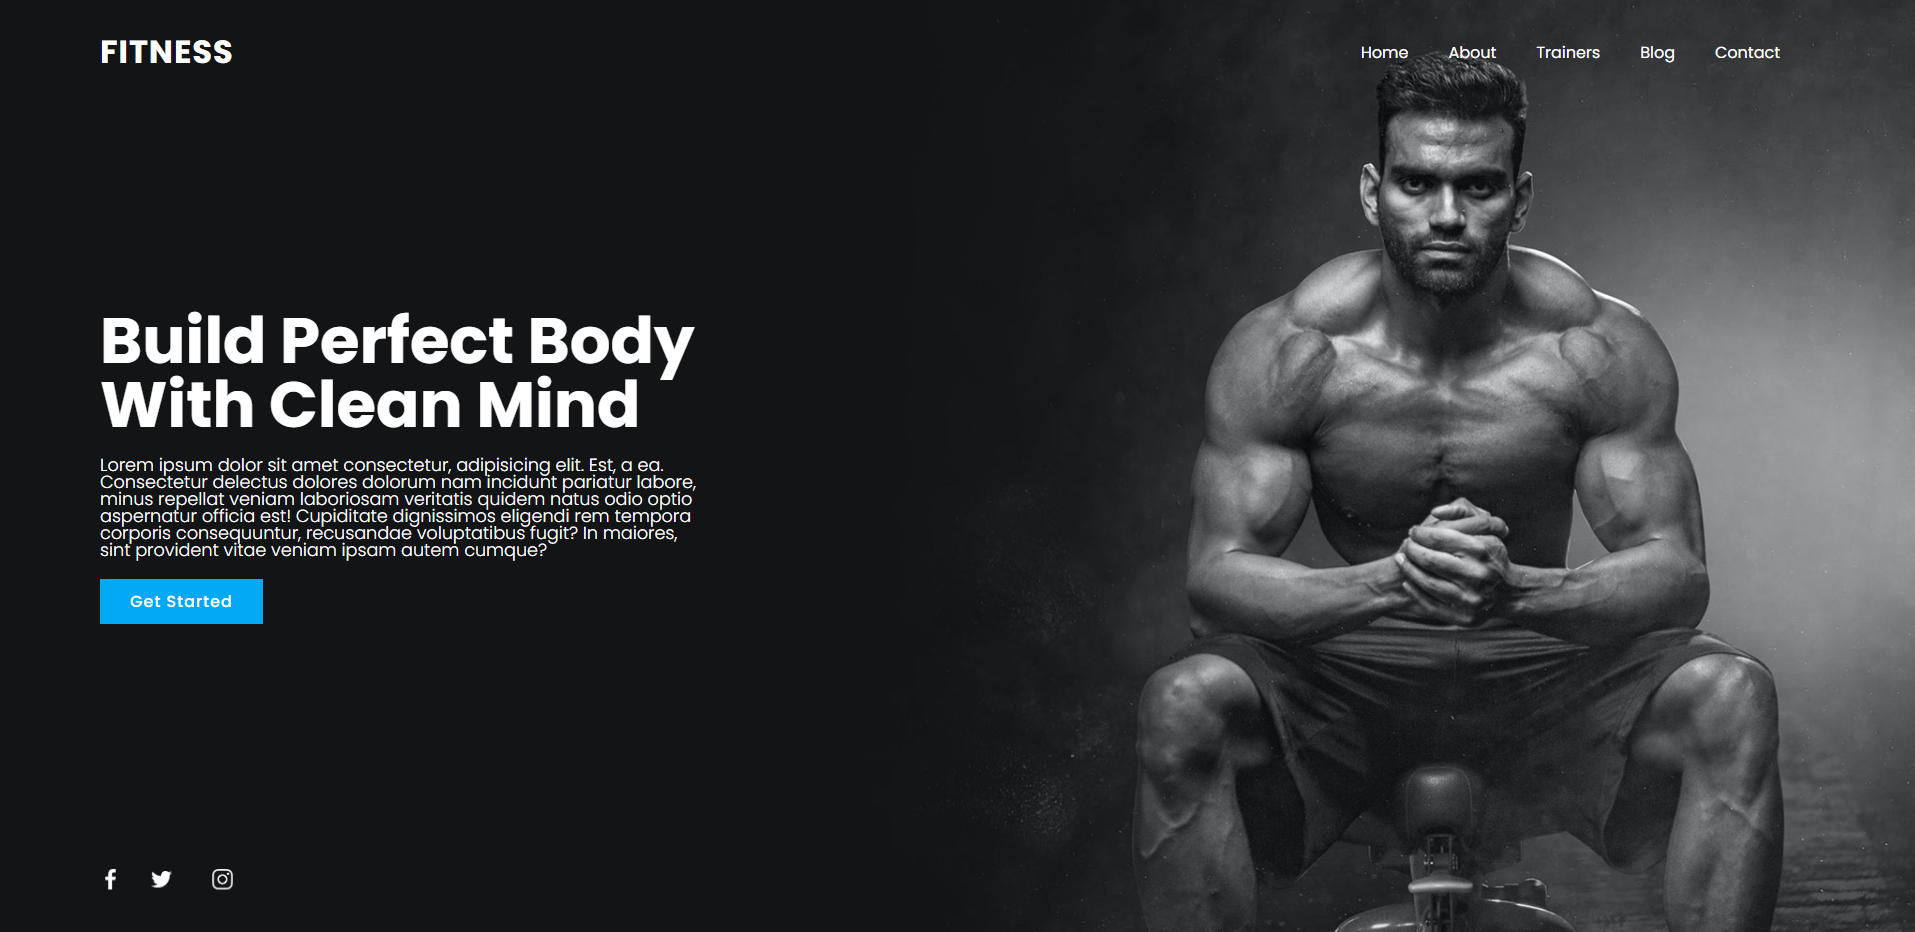 FITNESS
Home About Trainers Blog Contact
Build Perfect Body
With Clean Mind
Lorem ipsum dolor sit amet consectetur, adipisicing elit. Est, a ea.
Consectetur delectus dolores dolorum nam incidunt pariatur labore,
minus repellat veniam laboriosam veritatis quidem natus odio optio
aspernatur officia est! Cupiditate dignissimos eligendi rem tempora
corporis consequuntur, recusandae voluptatibus fugit? In maiores,
sint provident vitae veniam ipsam autem cumque?
Get Started